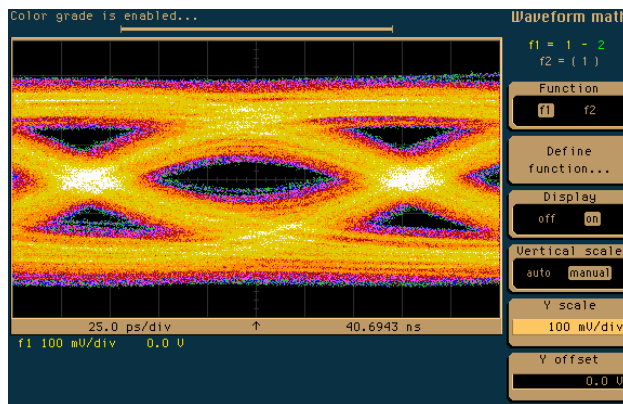 Color grade is enabled...
Waveform math
f1 = 1 - 2
f2 = ( 1 )
Function
f1 f2
Define
function...
Display
off on
Vertical scale
auto manual
Y scale
100 mV/div
Y offset
0.0 V
25.0 ps/div ↑ 40.6943 ns
f1 100 mV/div 0.0 V